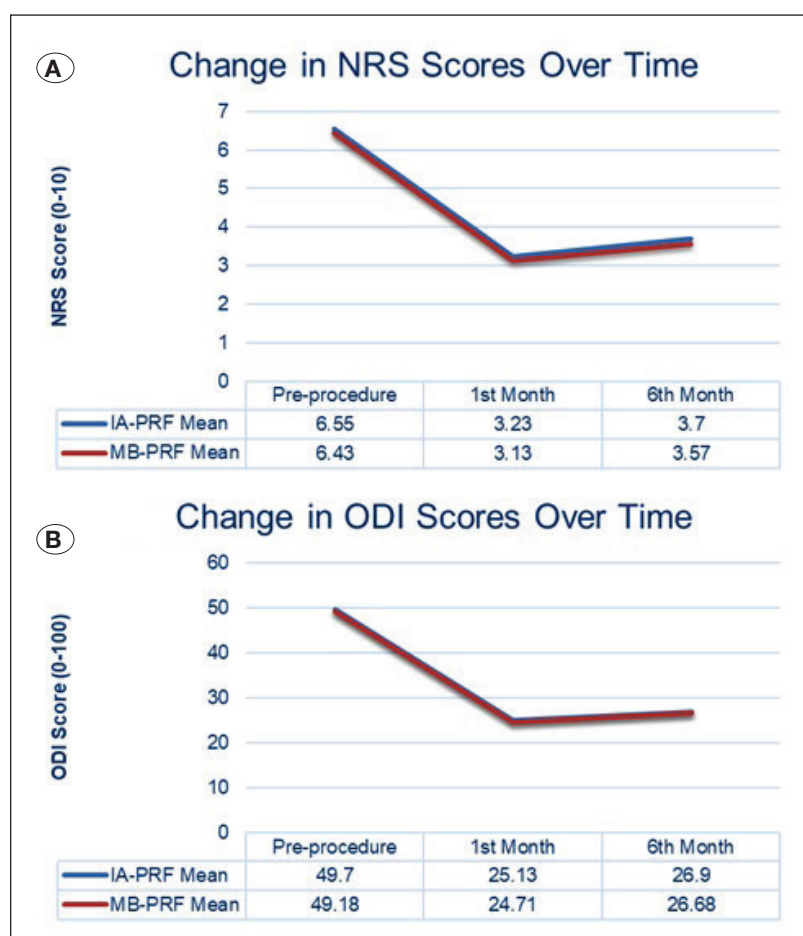 A
Change in NRS Scores Over Time
NRS Score (0-10)
7
6
5
4
3
2
1
0
Pre-procedure 1st Month 6th Month
IA-PRF Mean 6.55 3.23 3.7
MB-PRF Mean 6.43 3.13 3.57
B
Change in ODI Scores Over Time
ODI Score (0-100)
60
50
40
30
20
10
0
Pre-procedure 1st Month 6th Month
IA-PRF Mean 49.7 25.13 26.9
MB-PRF Mean 49.18 24.71 26.68